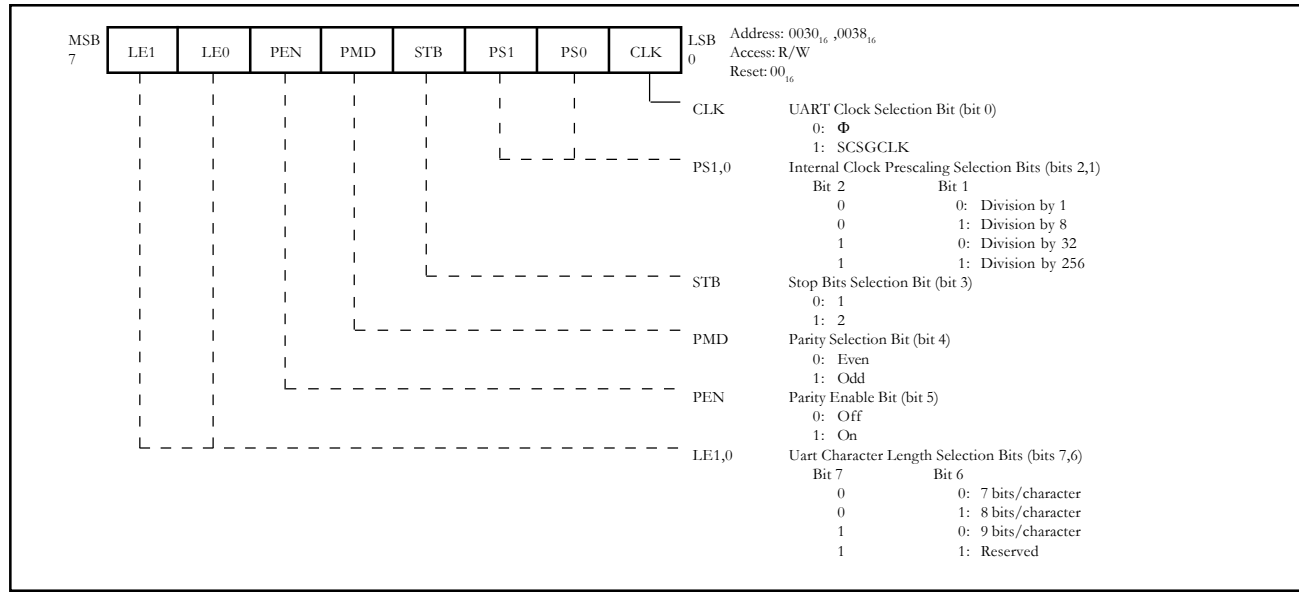 MSB 7 LE1 LE0 PEN PMD STB PS1 PS0 CLK LSB 0
Address: 0030₁₆ ,0038₁₆
Access: R/W
Reset: 00₁₆
CLK UART Clock Selection Bit (bit 0)
0: Φ
1: SCSGCLK
PS1,0 Internal Clock Prescaling Selection Bits (bits 2,1)
Bit 2 Bit 1
0 0: Division by 1
0 1: Division by 8
1 0: Division by 32
1 1: Division by 256
STB Stop Bits Selection Bit (bit 3)
0: 1
1: 2
PMD Parity Selection Bit (bit 4)
0: Even
1: Odd
PEN Parity Enable Bit (bit 5)
0: Off
1: On
LE1,0 Uart Character Length Selection Bits (bits 7,6)
Bit 7 Bit 6
0 0: 7 bits/character
0 1: 8 bits/character
1 0: 9 bits/character
1 1: Reserved